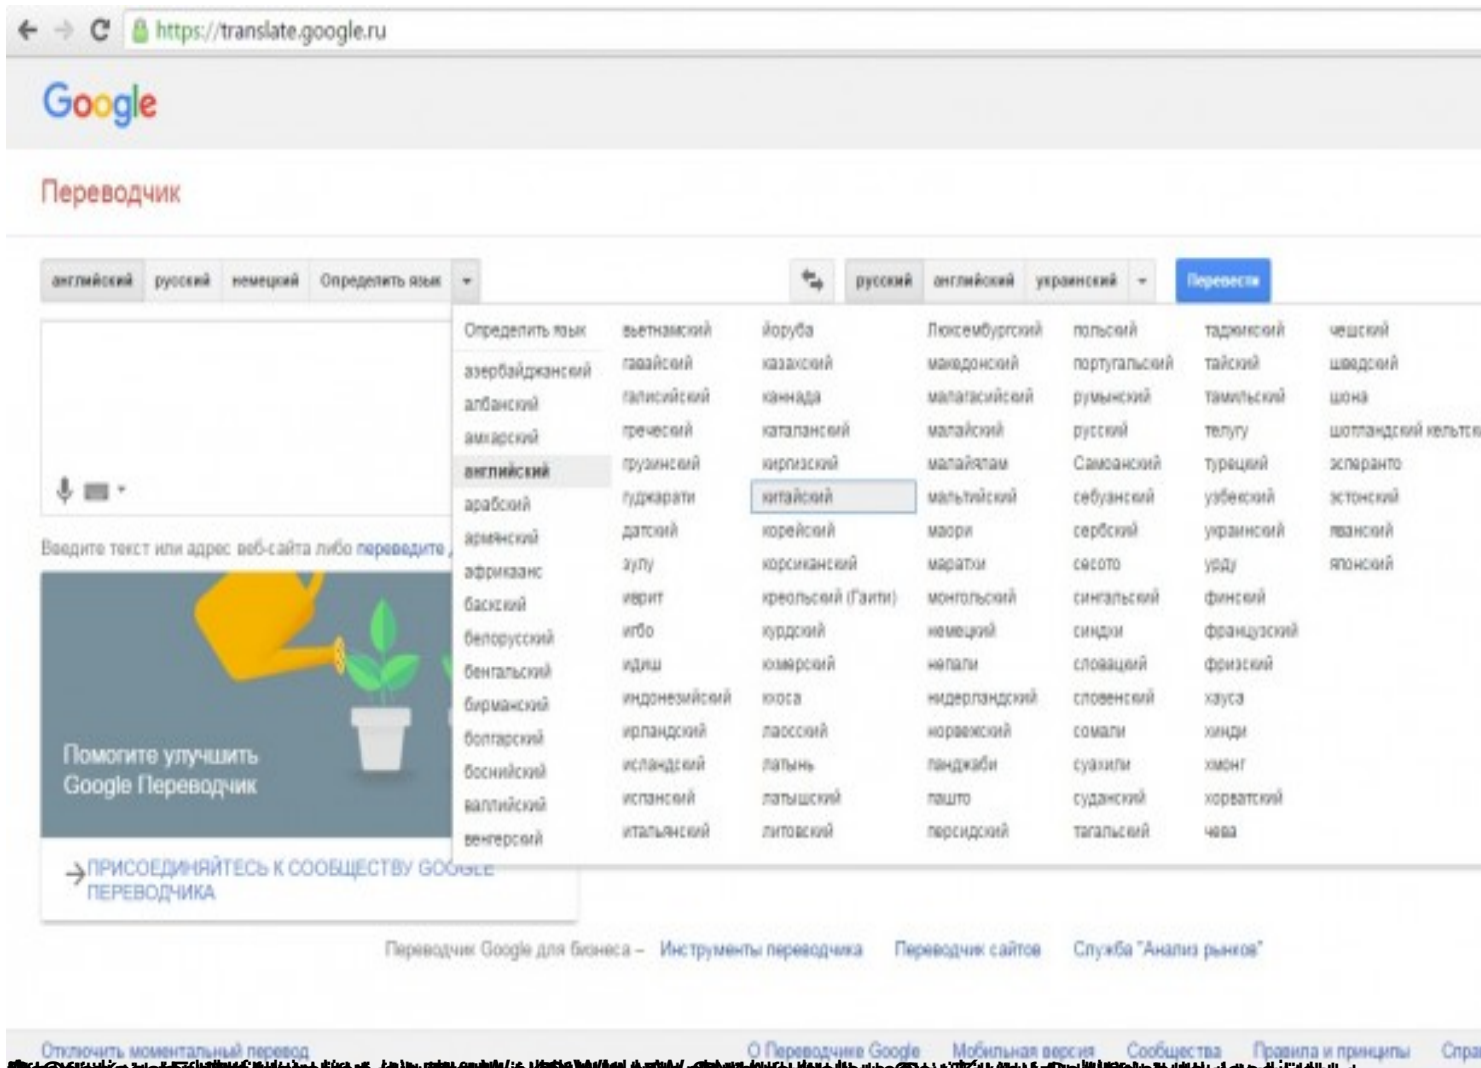 https://translate.google.ru
Google
Переводчик
английский русский немецкий Определить язык
русский английский украинский Перевести
Определить язык вьетнамский йоруба Люксембургский польский таджикский чешский
азербайджанский гавайский казахский македонский португальский тайский шведский
албанский галисийский каннада малагасийский румынский тамильский шона
амхарский греческий каталанский малайский русский телугу шотландский кельтск
английский грузинский киргизский малайялам Самоанский турецкий эсперанто
арабский гуджарати китайский мальтийский себуанский узбекский эстонский
армянский датский корейский маори сербский украинский яванский
африкаанс зулу корсиканский маратхи сесото урду японский
баскский иврит креольский (Гаити) монгольский сингальский финский
белорусский игбо курдский немецкий синдхи французский
бенгальский идиш кхмерский непали словацкий фризский
бирманский индонезийский кхоса нидерландский словенский хауса
болгарский ирландский лаосский норвежский сомали хинди
боснийский исландский латынь панджаби суахили хмонг
валлийский испанский латышский пашто суданский хорватский
венгерский итальянский литовский персидский тагальский чева
Введите текст или адрес веб-сайта либо переведите
Помогите улучшить
Google Переводчик
ПРИСОЕДИНЯЙТЕСЬ К СООБЩЕСТВУ GOOGLE
ПЕРЕВОДЧИКА
Переводчик Google для бизнеса – Инструменты переводчика Переводчик сайтов Служба "Анализ рынков"
Отключить моментальный перевод О Переводчике Google Мобильная версия Сообщества Правила и принципы Спра